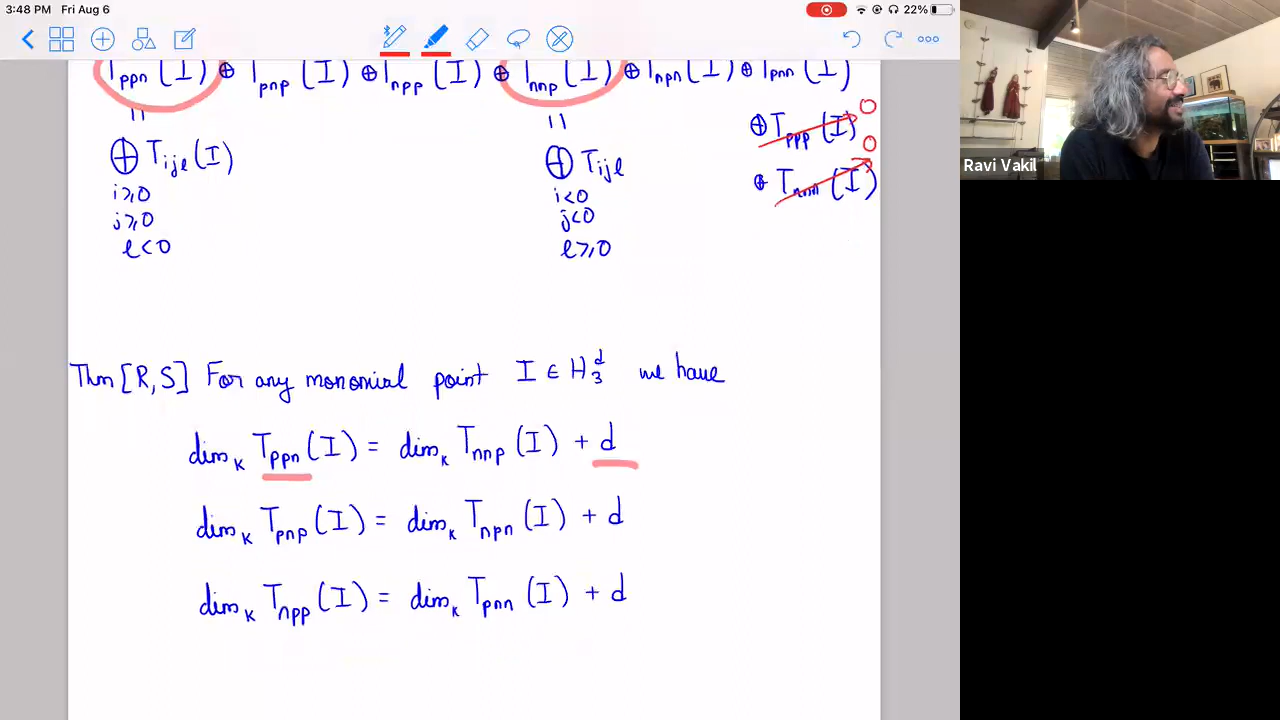 3:48 PM Fri Aug 6
22%
T_ppn(I) ⊕ T_pnp(I) ⊕ T_npp(I) ⊕ T_nnp(I) ⊕ T_npn(I) ⊕ T_pnn(I)
⊕ T_ppp(I) 0
⊕ T_nnn(I) 0
Ravi Vakil
=
⊕ T_ijl(I)
i≥0
j≥0
l<0
=
⊕ T_ijl
i<0
j<0
l≥0
Thm [R,S] For any monomial point I ∈ H_3^d we have
dim_k T_ppn(I) = dim_k T_nnp(I) + d
dim_k T_pnp(I) = dim_k T_npn(I) + d
dim_k T_npp(I) = dim_k T_pnn(I) + d